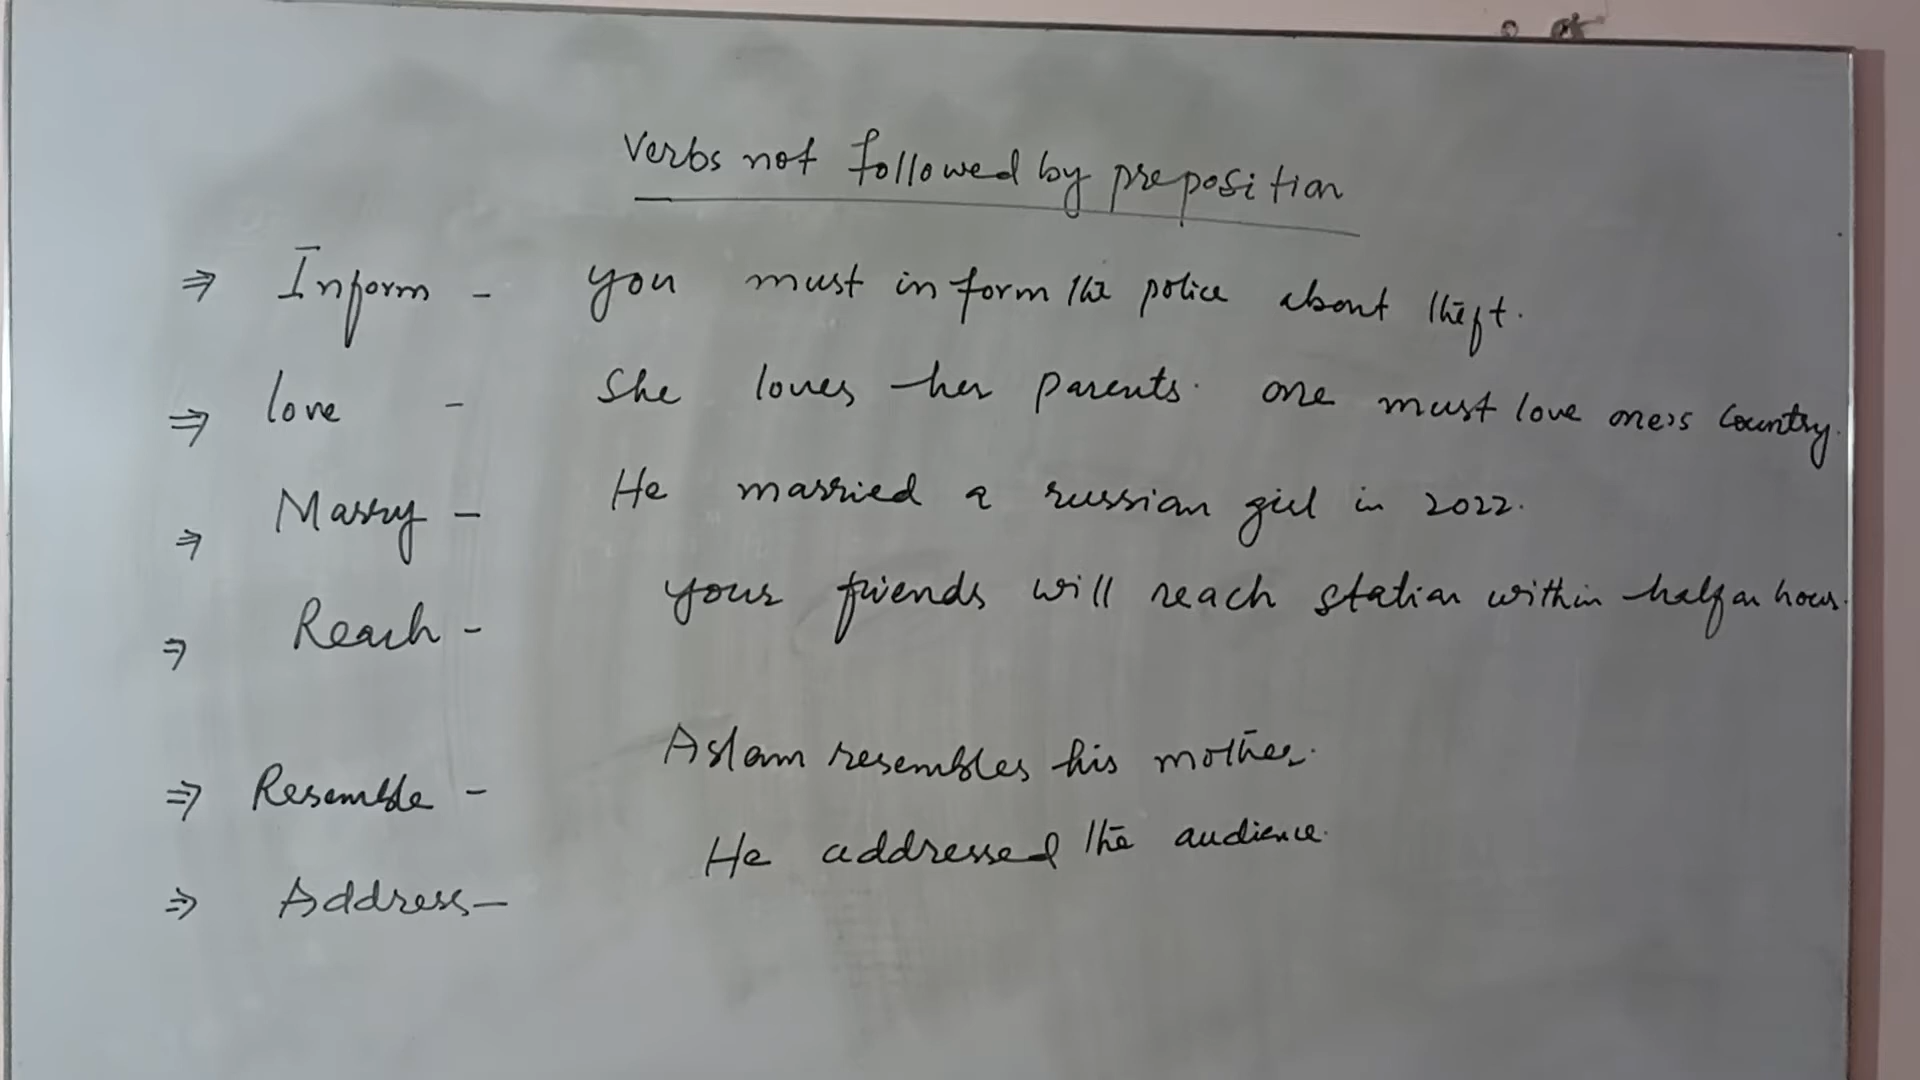 Verbs not followed by preposition
⇒ Inform - you must inform the police about theft.
⇒ love - She loves her parents. one must love one's Country.
⇒ Marry - He married a russian girl in 2022.
⇒ Reach - your friends will reach station within half an hour.
⇒ Resemble - Aslam resembles his mother.
⇒ Address - He addressed the audience.